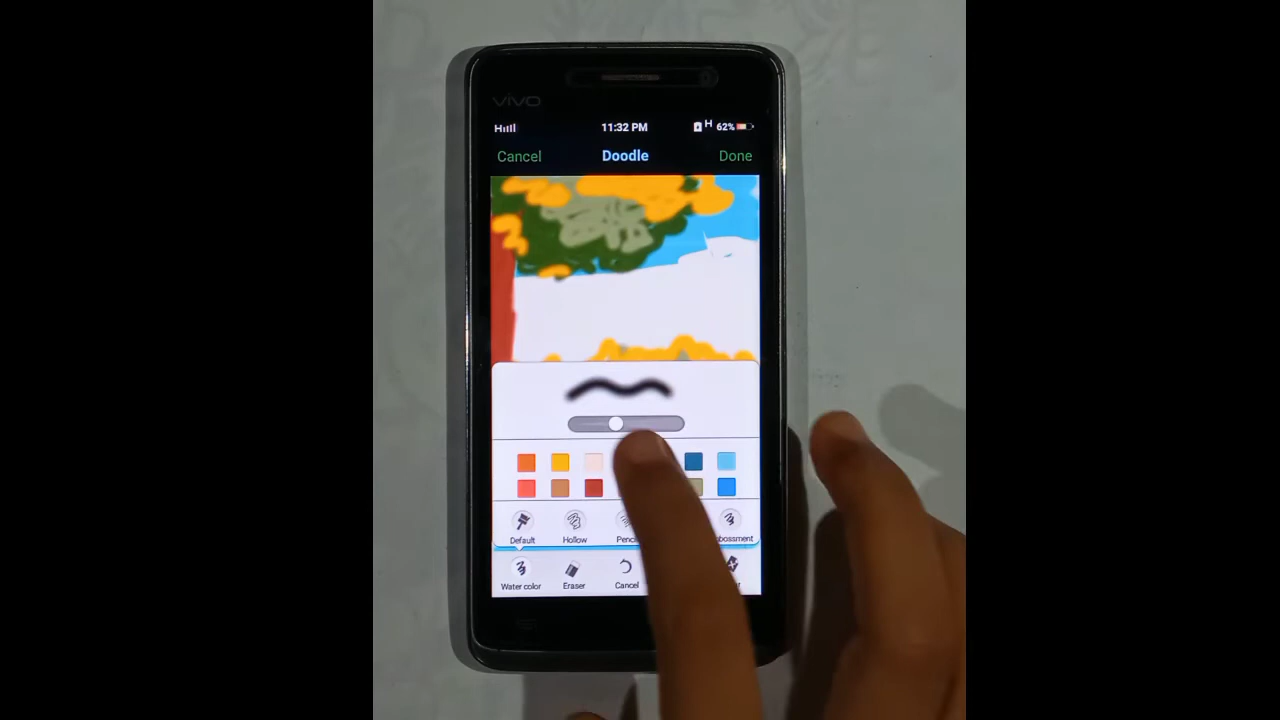 vivo
H 11:32 PM H 62%
Cancel Doodle Done
Default Hollow
Water color Eraser Cancel